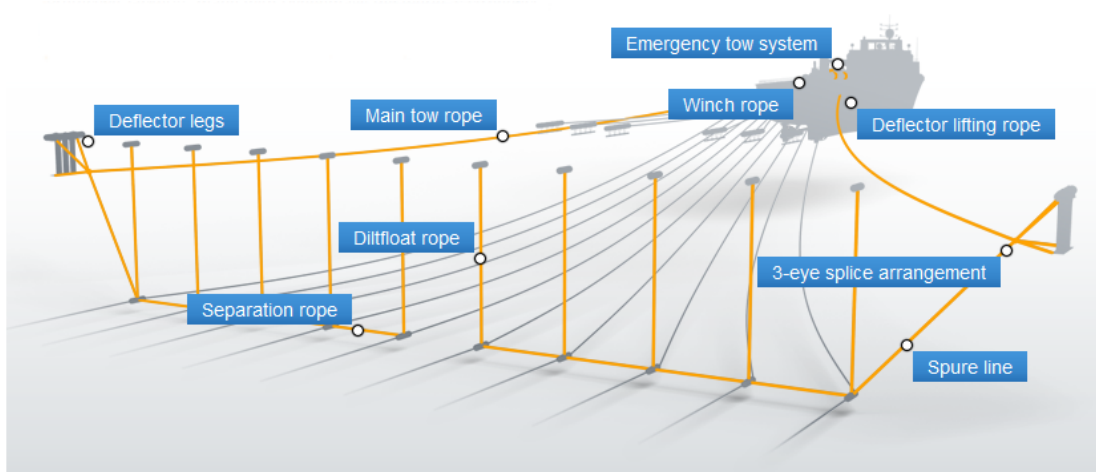 Emergency tow system
Winch rope
Main tow rope
Deflector legs
Deflector lifting rope
Diltfloat rope
3-eye splice arrangement
Separation rope
Spure line